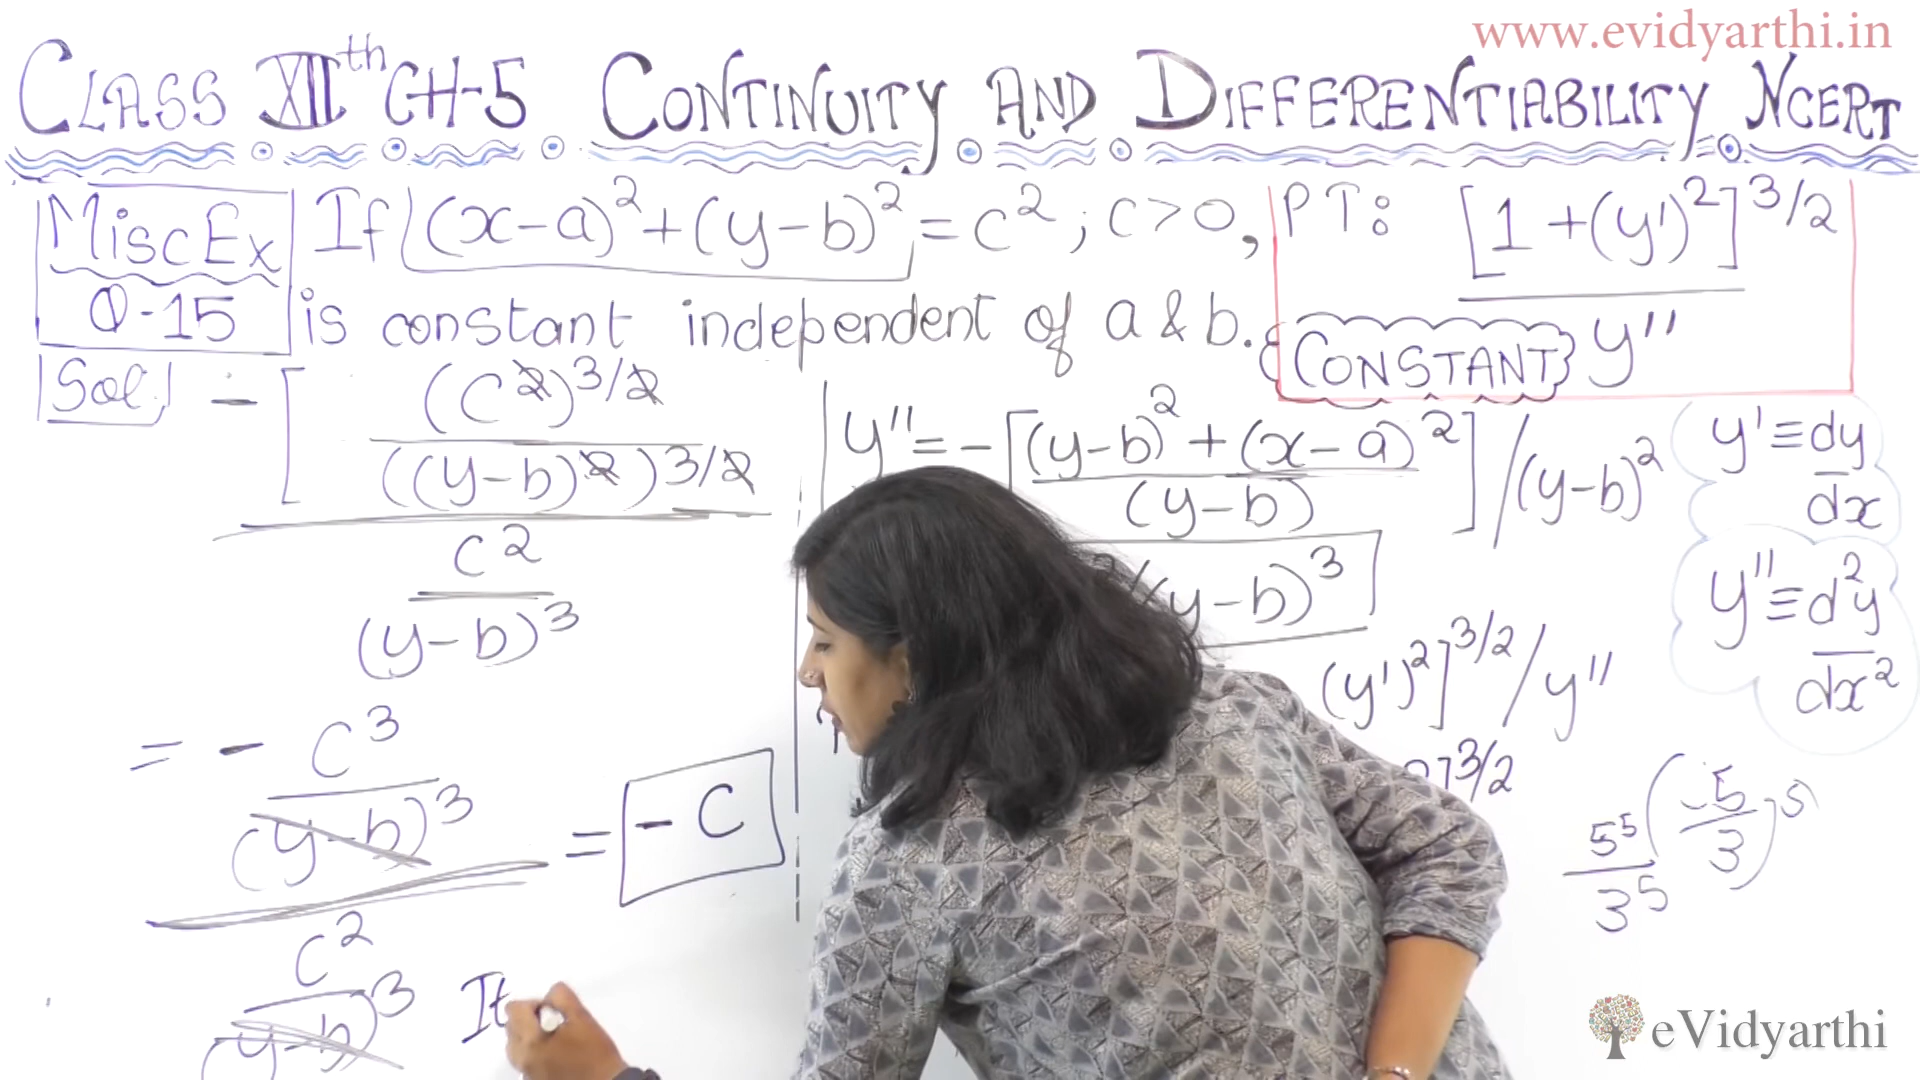 www.evidyarthi.in
CLASS XIIth CH-5 CONTINUITY AND DIFFERENTIABILITY NCERT
Misc Ex
Q-15
If (x-a)² + (y-b)² = c² ; c>0, PT: [1+(y')²]^3/2
is constant independent of a & b. {CONSTANT} y''
Sol
- [ (c²)^3/2
((y-b)²)^3/2
c²
(y-b)³
= - c³
(y-b)³
= -c
c²
(y-b)³
It
y'' = - [(y-b)² + (x-a)²] / (y-b)²
(y-b)
/(y-b)³
(y')²]^3/2 / y''
]^3/2
y' ≡ dy
dx
y'' ≡ d²y
dx²
5⁵ (5)⁵
3⁵ 3
eVidyarthi